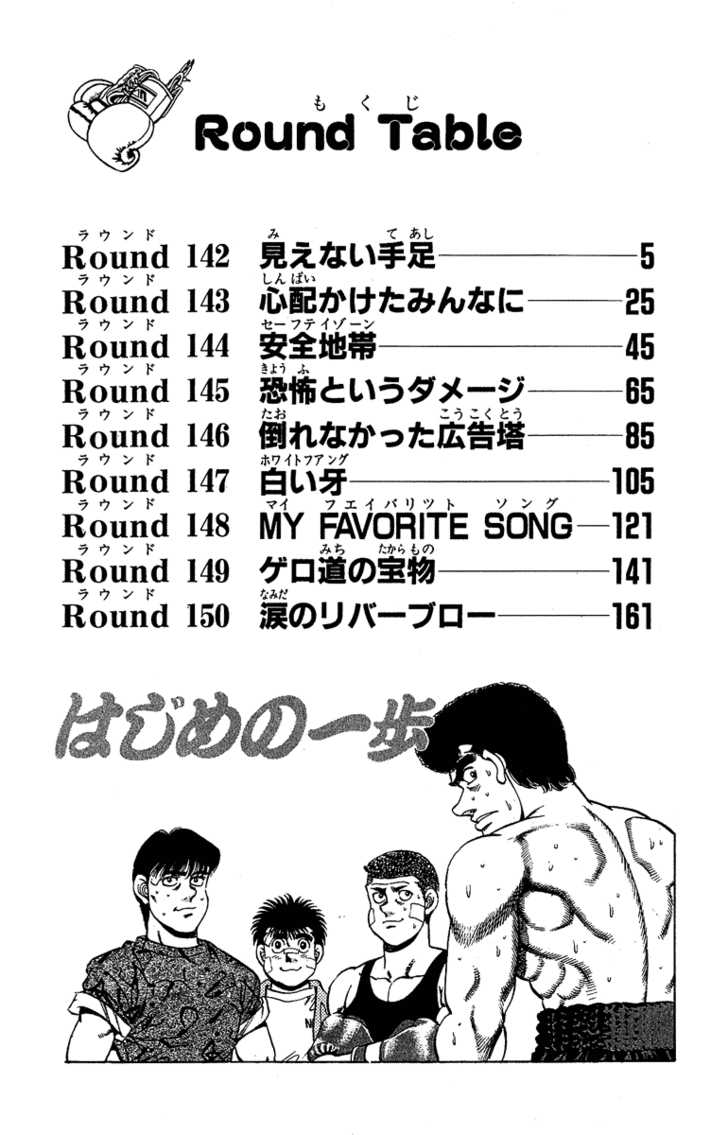 もくじ
Round Table
ラウンド み て あし
Round 142 見えない手足 5
ラウンド しん ぱい
Round 143 心配かけたみんなに 25
ラウンド セーフテイゾーン
Round 144 安全地帯 45
ラウンド きよう ふ
Round 145 恐怖というダメージ 65
ラウンド たお こうこくとう
Round 146 倒れなかった広告塔 85
ラウンド ホワイトフアング
Round 147 白い牙 105
ラウンド マイ フエイバリツト ソング
Round 148 MY FAVORITE SONG 121
ラウンド みち たからもの
Round 149 ゲロ道の宝物 141
ラウンド なみだ
Round 150 涙のリバーブロー 161
はじめの一歩
N